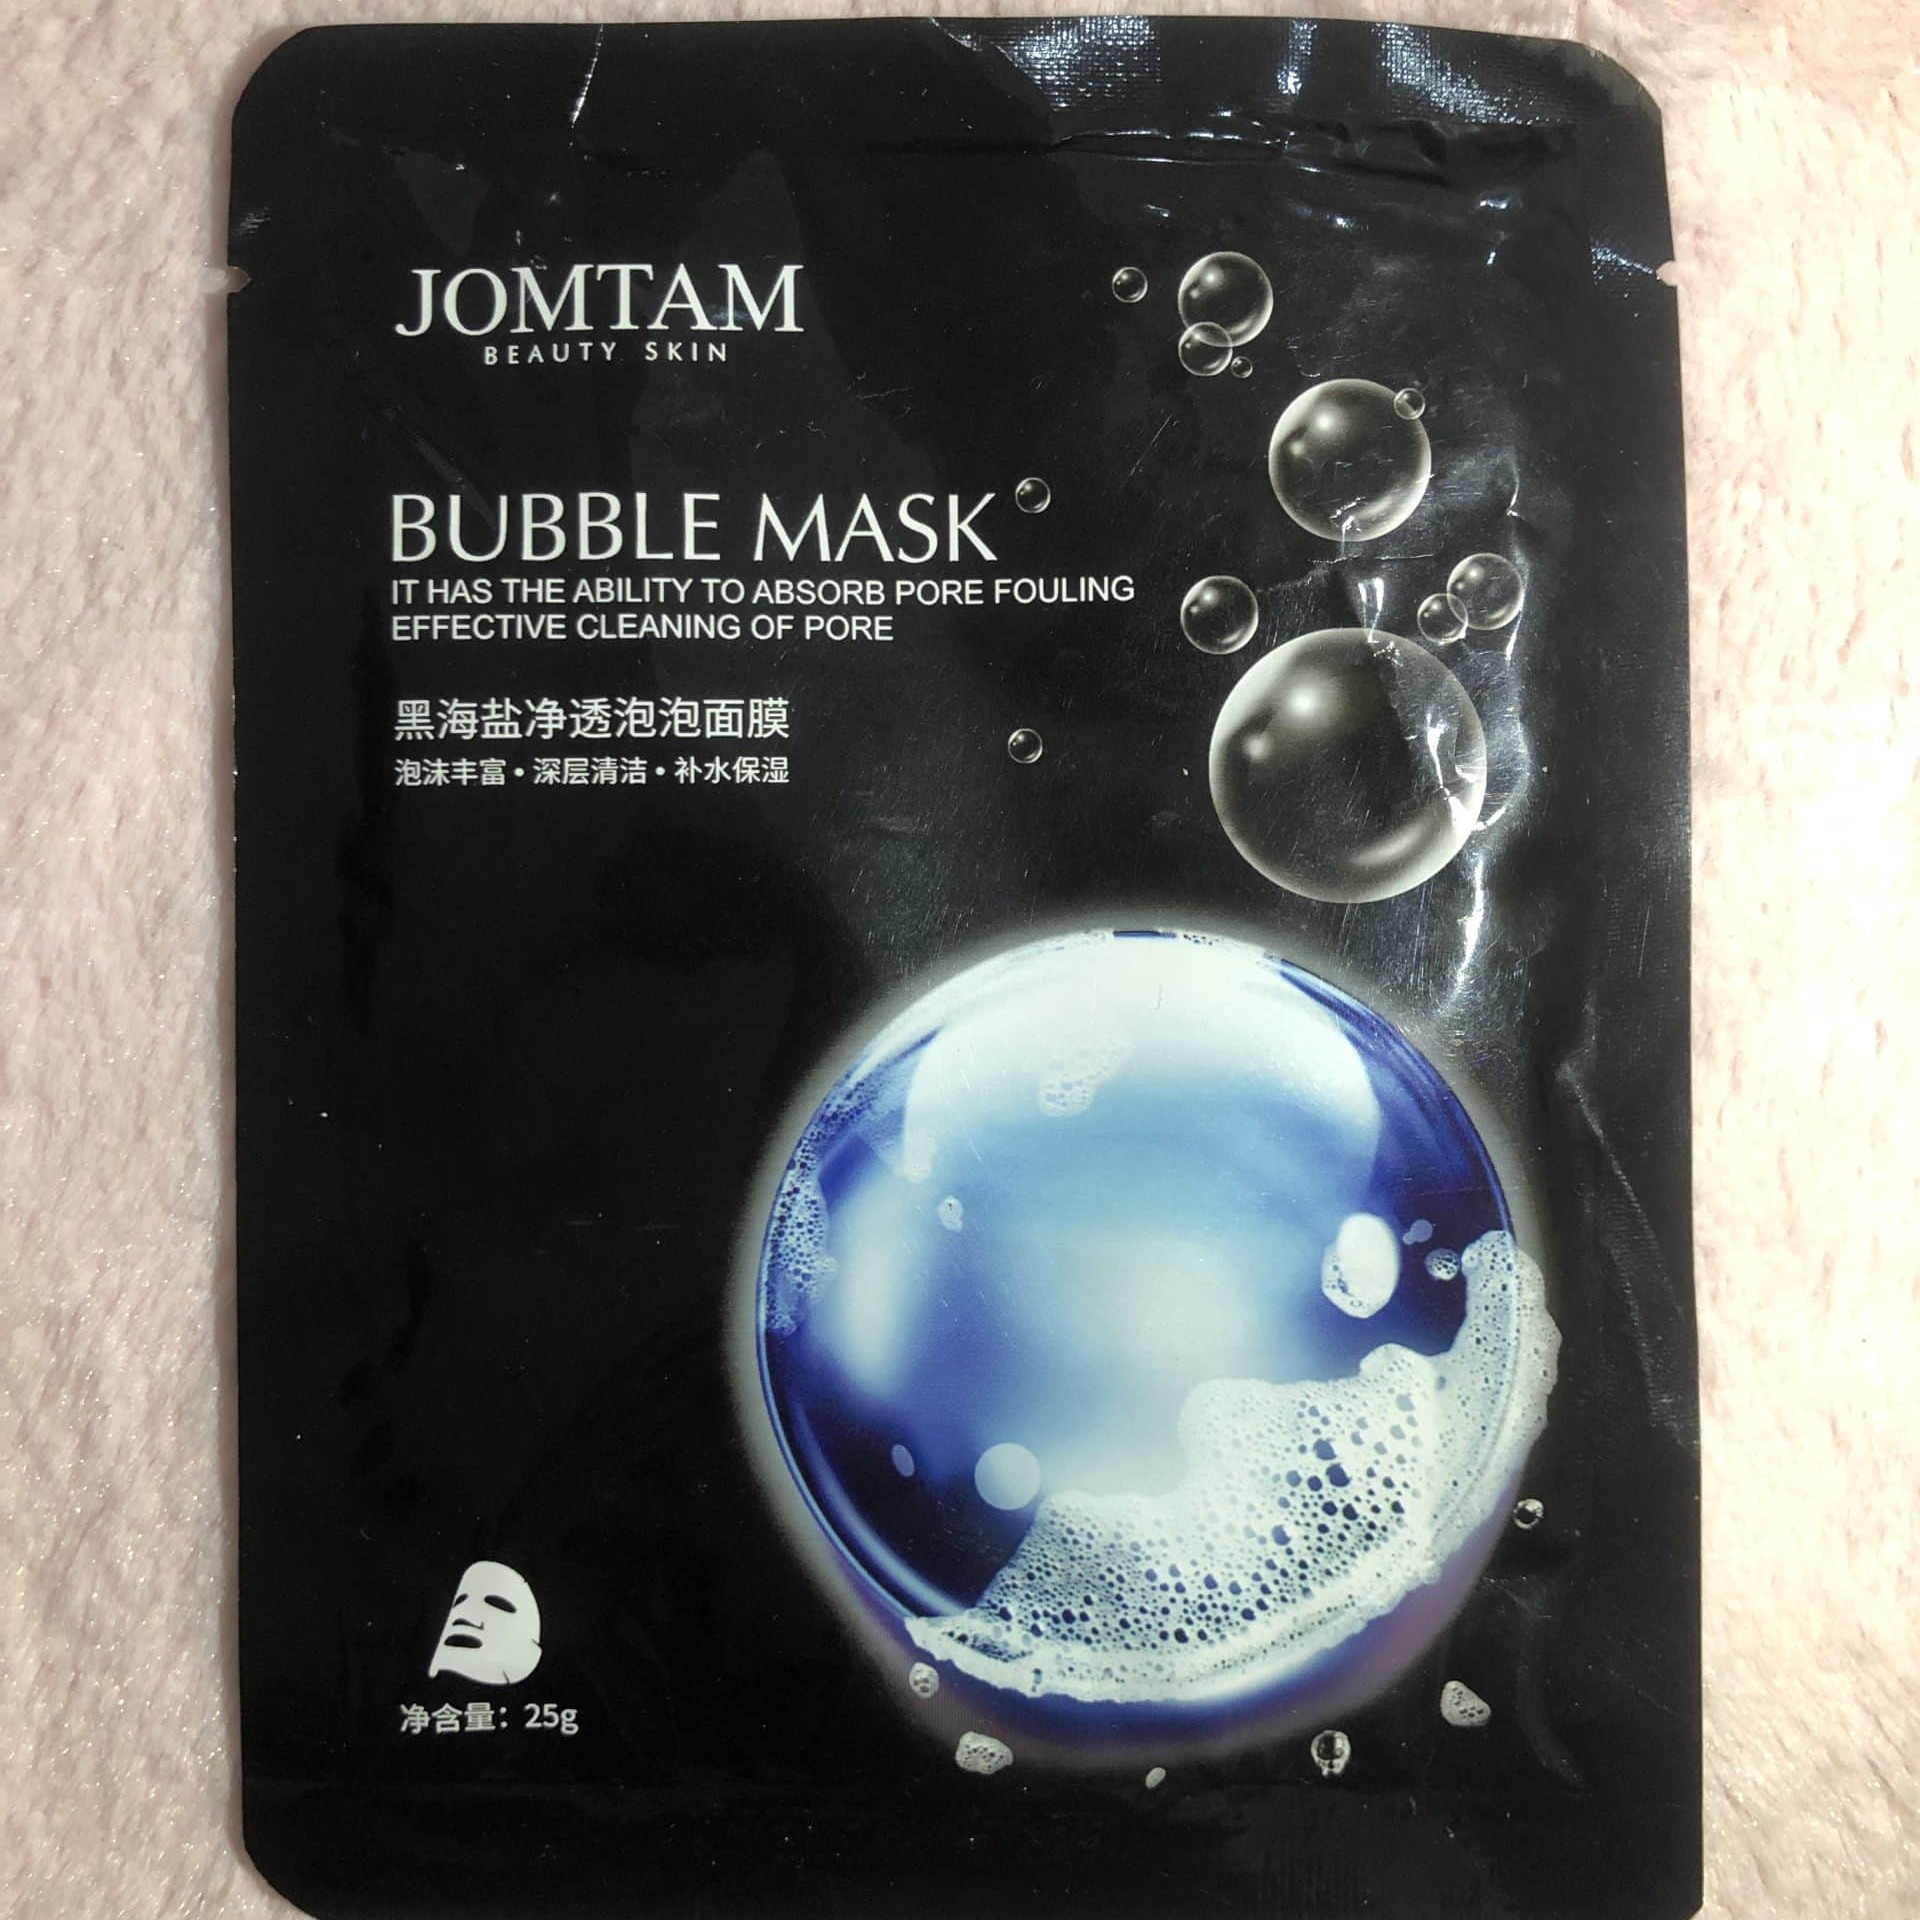 JOMTAM
BEAUTY SKIN
BUBBLE MASK
IT HAS THE ABILITY TO ABSORB PORE FOULING
EFFECTIVE CLEANING OF PORE
黑海盐净透泡泡面膜
泡沫丰富•深层清洁•补水保湿
净含量：25g